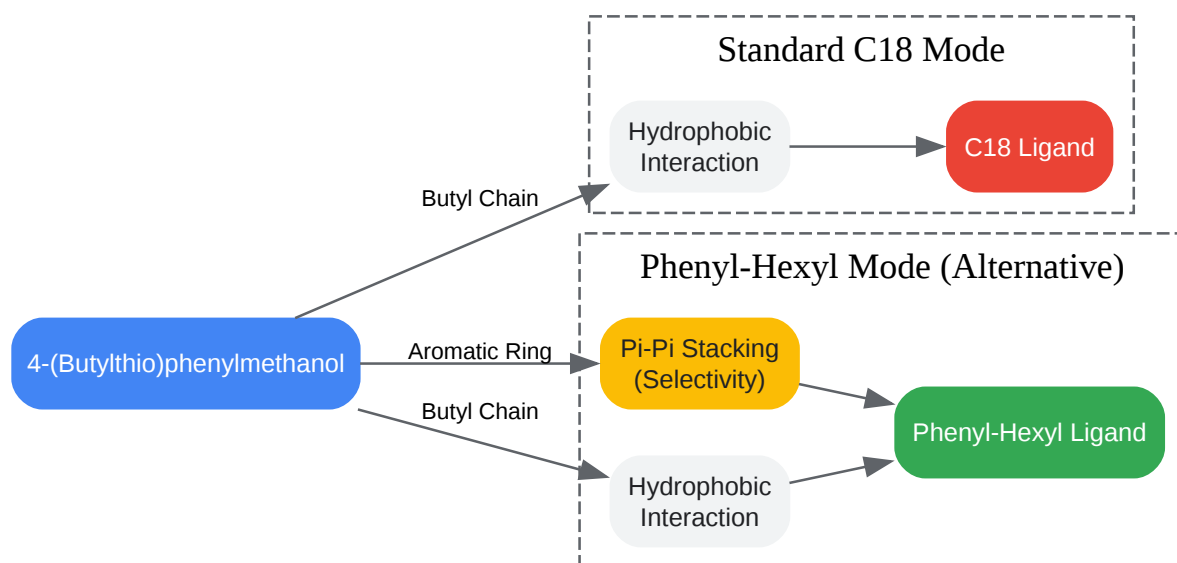 Standard C18 Mode
Hydrophobic
Interaction
C18 Ligand
Butyl Chain
Phenyl-Hexyl Mode (Alternative)
4-(Butylthio)phenylmethanol
Aromatic Ring
Pi-Pi Stacking
(Selectivity)
Butyl Chain
Phenyl-Hexyl Ligand
Hydrophobic
Interaction